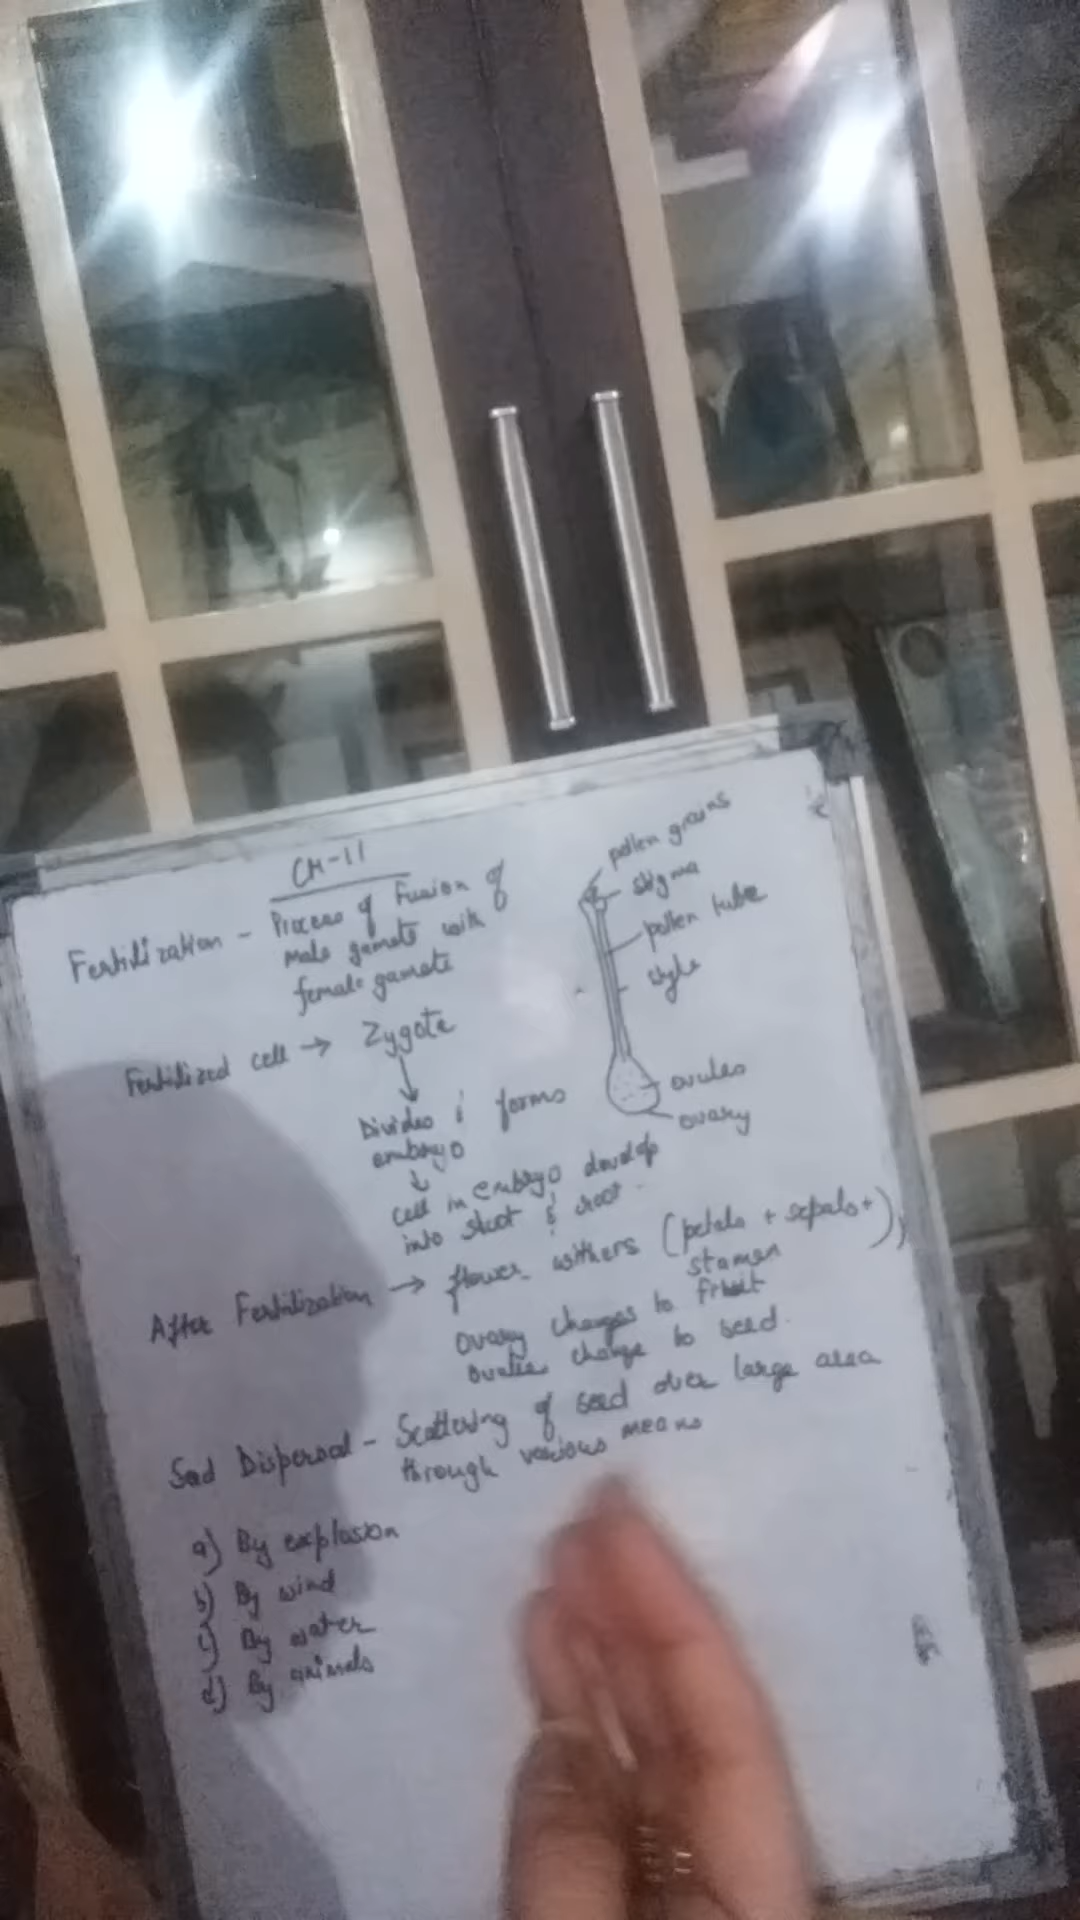 CH-11
Fertilization - Process of Fusion of
male gamete with
female gamete
pollen grains
stigma
pollen tube
style
ovules
ovary
Fertilized cell → Zygote
↓
Divides & forms
embryo
↓
cell in embryo develop
into shoot & root.
After Fertilization → flower withers (petals + sepals +
stamen),
ovary changes to fruit
ovules change to seed.
Seed Dispersal - Scattering of seed over large area
through various means
a) By explosion
b) By wind
c) By water
d) By animals